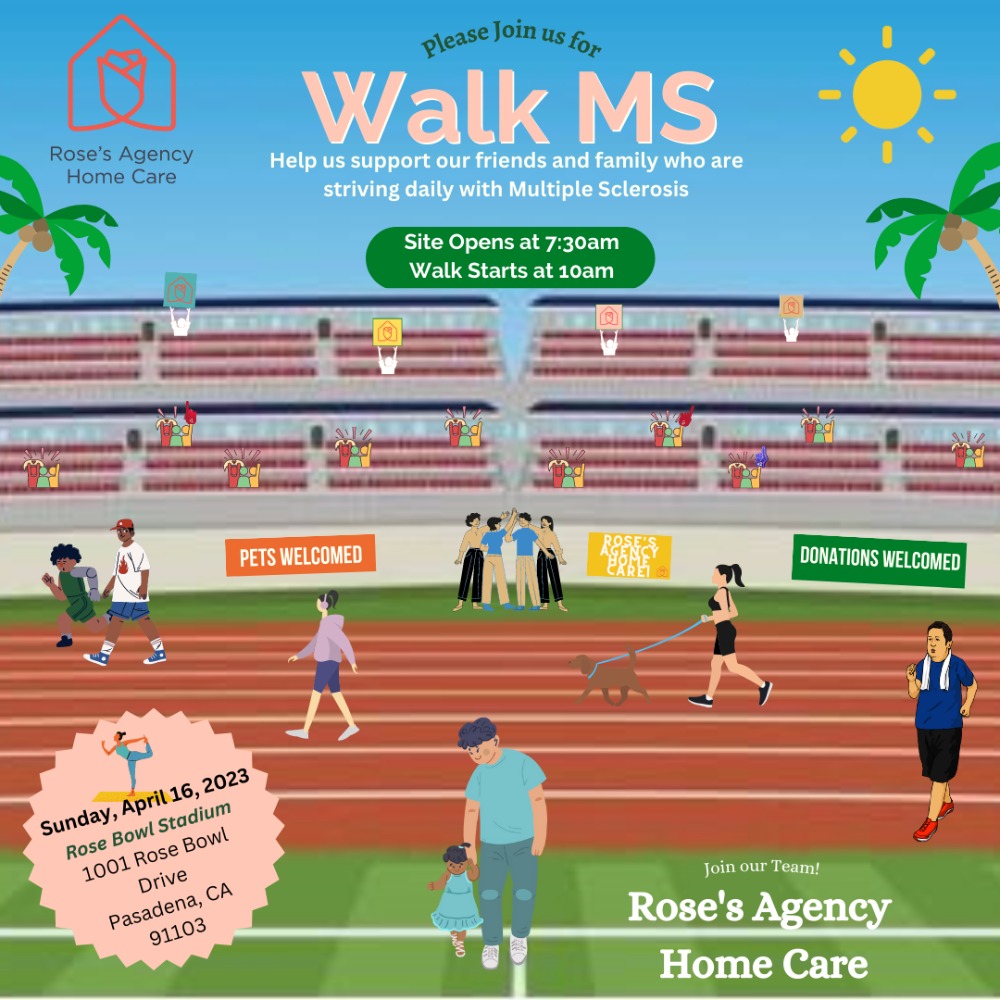 Please Join us for
Walk MS
Rose's Agency
Home Care
Help us support our friends and family who are
striving daily with Multiple Sclerosis
Site Opens at 7:30am
Walk Starts at 10am
PETS WELCOMED
ROSE'S
AGENCY
HOME
CARE!
DONATIONS WELCOMED
Sunday, April 16, 2023
Rose Bowl Stadium
1001 Rose Bowl
Drive
Pasadena, CA
91103
Join our Team!
Rose's Agency
Home Care